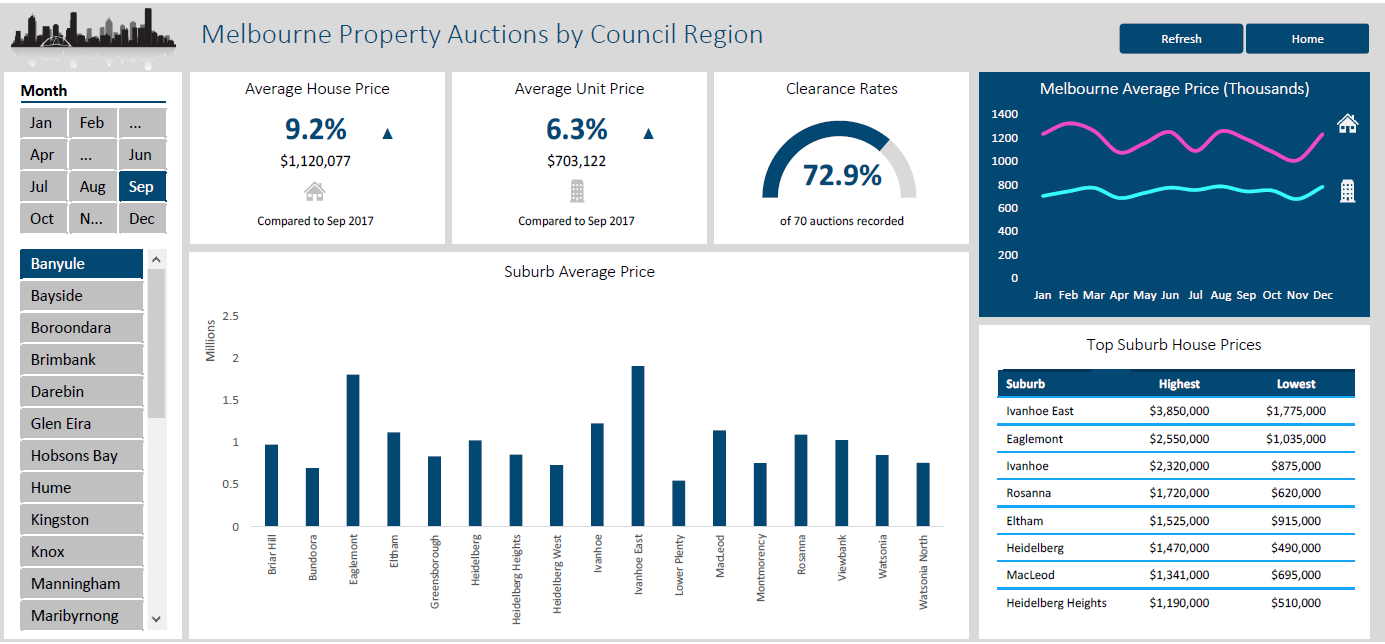 Melbourne Property Auctions by Council Region
Refresh
Home
Month
Jan Feb ...
Apr ... Jun
Jul Aug Sep
Oct N... Dec
Banyule
Bayside
Boroondara
Brimbank
Darebin
Glen Eira
Hobsons Bay
Hume
Kingston
Knox
Manningham
Maribyrnong
Average House Price
9.2% ▲
$1,120,077
Compared to Sep 2017
Average Unit Price
6.3% ▲
$703,122
Compared to Sep 2017
Clearance Rates
72.9%
of 70 auctions recorded
Melbourne Average Price (Thousands)
1400
1200
1000
800
600
400
200
0
Jan Feb Mar Apr May Jun Jul Aug Sep Oct Nov Dec
Suburb Average Price
Millions
2.5
2
1.5
1
0.5
0
Briar Hill
Bundoora
Eaglemont
Eltham
Greensborough
Heidelberg
Heidelberg Heights
Heidelberg West
Ivanhoe
Ivanhoe East
Lower Plenty
MacLeod
Montmorency
Rosanna
Viewbank
Watsonia
Watsonia North
Top Suburb House Prices
Suburb Highest Lowest
Ivanhoe East $3,850,000 $1,775,000
Eaglemont $2,550,000 $1,035,000
Ivanhoe $2,320,000 $875,000
Rosanna $1,720,000 $620,000
Eltham $1,525,000 $915,000
Heidelberg $1,470,000 $490,000
MacLeod $1,341,000 $695,000
Heidelberg Heights $1,190,000 $510,000